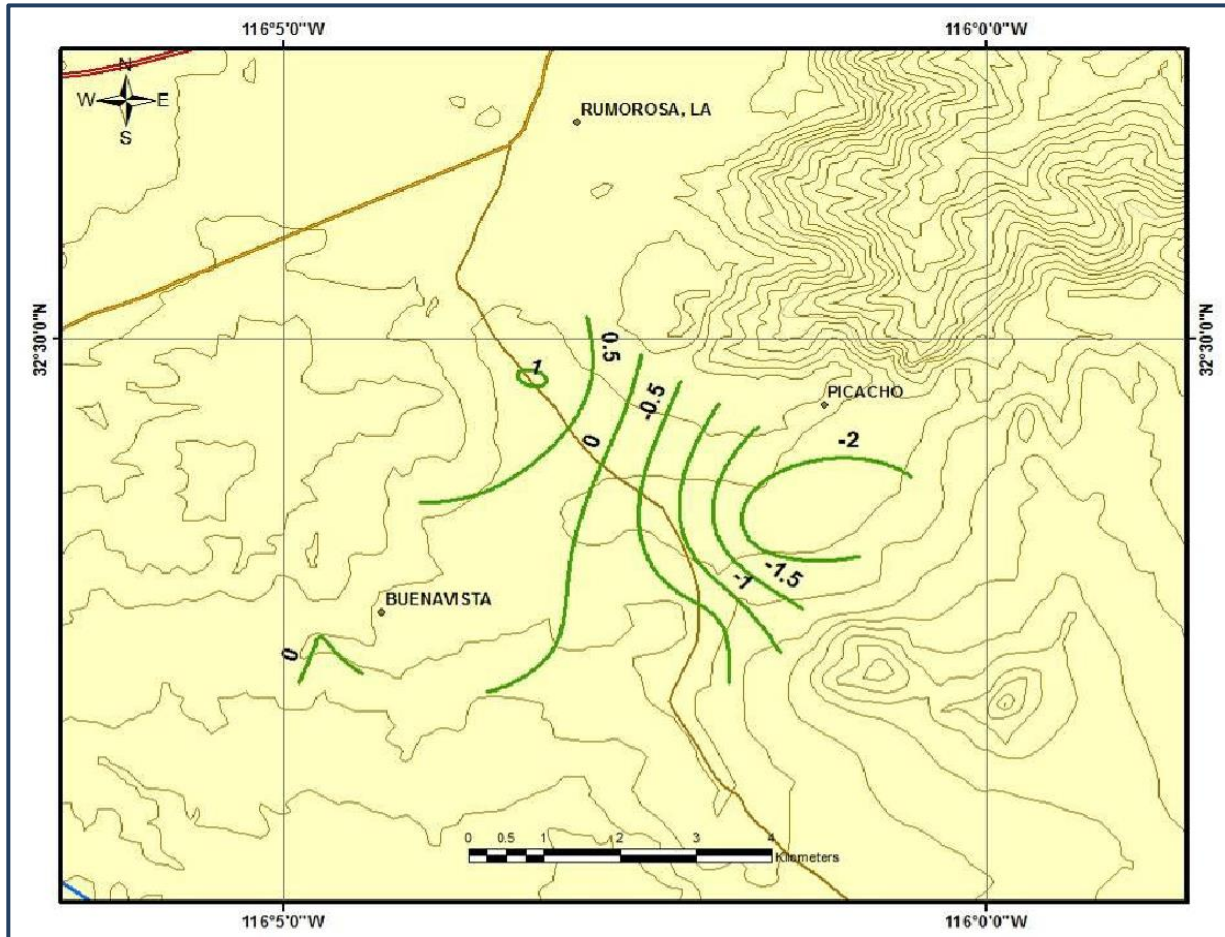 116°5'0"W 116°0'0"W
N
W E
S
RUMOROSA, LA
32°30'0"N 32°30'0"N
0.5
1
-0.5
PICACHO
0
-2
-1.5
-1
BUENAVISTA
0
0 0.5 1 2 3 4
Kilometers
116°5'0"W 116°0'0"W